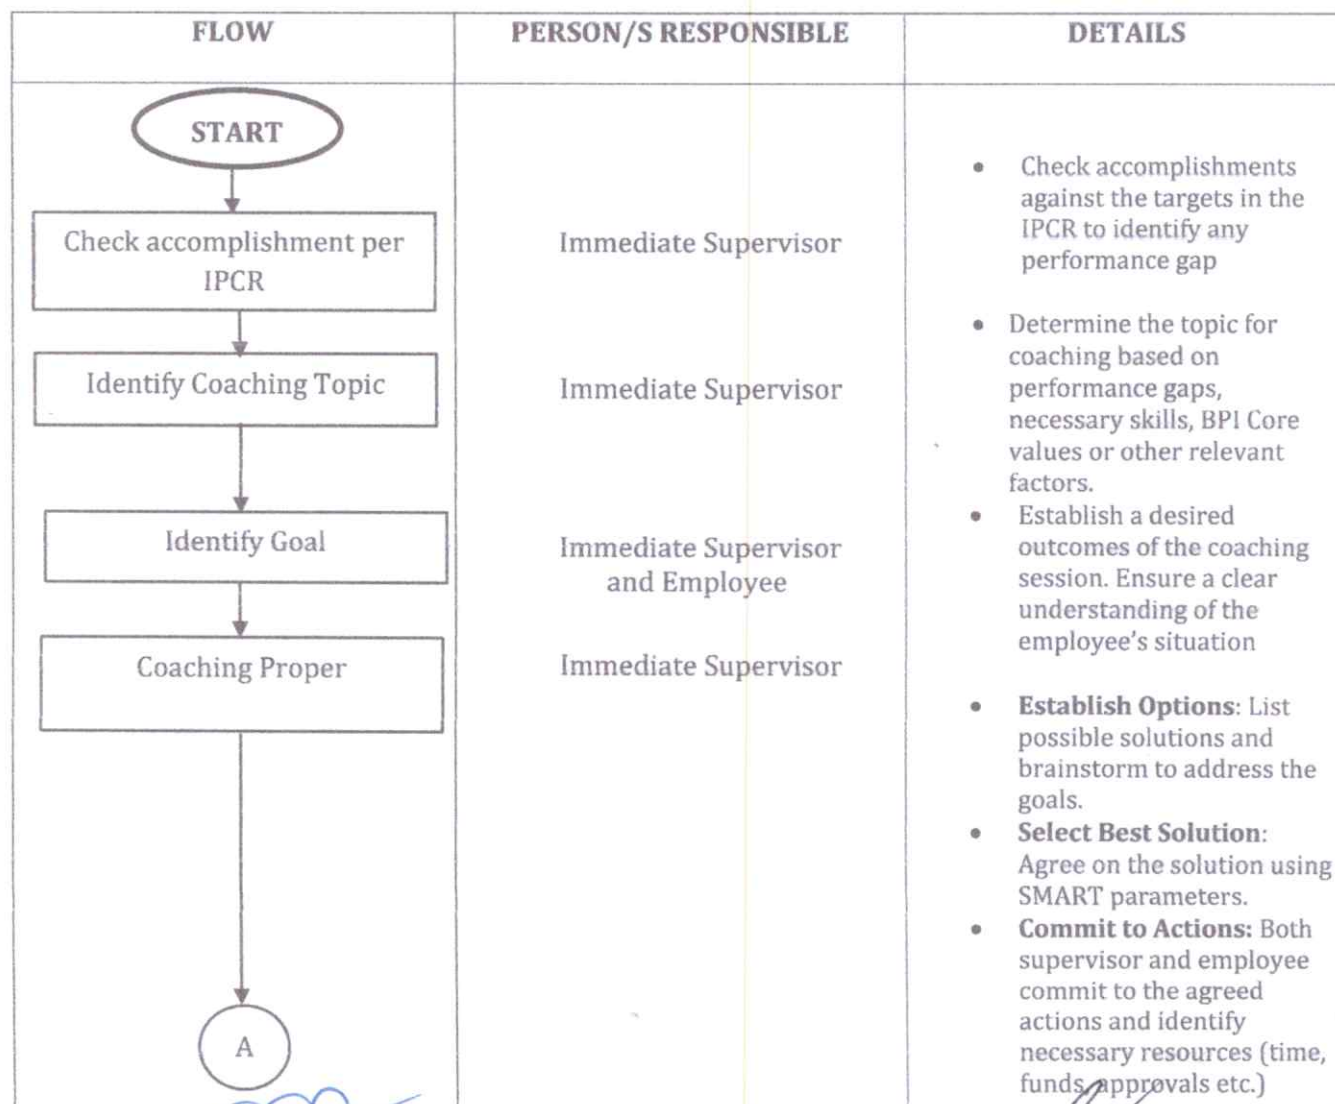 FLOW
PERSON/S RESPONSIBLE
DETAILS
START
Check accomplishment per
IPCR
Immediate Supervisor
Check accomplishments
against the targets in the
IPCR to identify any
performance gap
Identify Coaching Topic
Immediate Supervisor
Determine the topic for
coaching based on
performance gaps,
necessary skills, BPI Core
values or other relevant
factors.
Identify Goal
Immediate Supervisor
and Employee
Establish a desired
outcomes of the coaching
session. Ensure a clear
understanding of the
employee's situation
Coaching Proper
Immediate Supervisor
Establish Options: List
possible solutions and
brainstorm to address the
goals.
Select Best Solution:
Agree on the solution using
SMART parameters.
Commit to Actions: Both
supervisor and employee
commit to the agreed
actions and identify
necessary resources (time,
funds, approvals etc.)
A